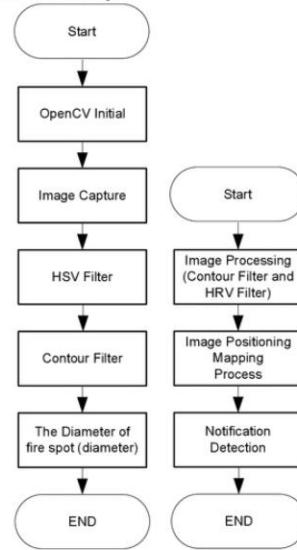 Start
OpenCV Initial
Image Capture
HSV Filter
Contour Filter
The Diameter of
fire spot (diameter)
END
Start
Image Processing
(Contour Filter and
HRV Filter)
Image Positioning
Mapping
Process
Notification
Detection
END